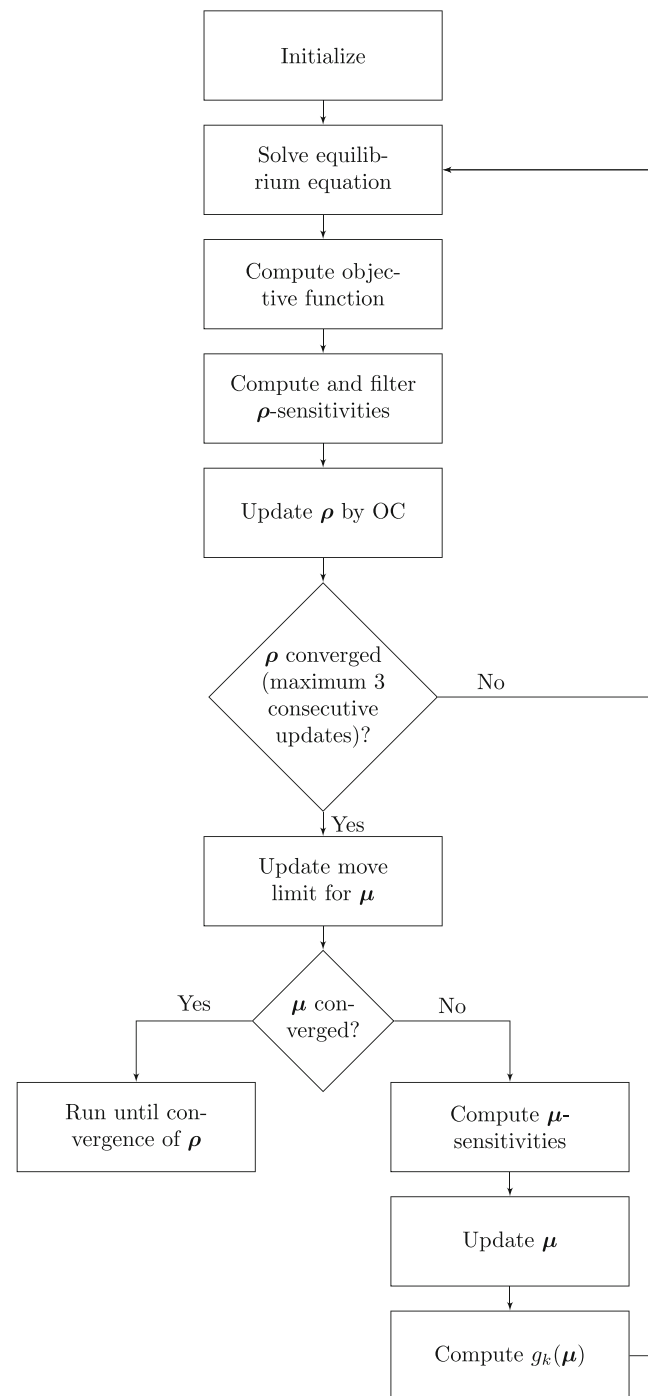 Initialize
Solve equilib-
rium equation
Compute objec-
tive function
Compute and filter
ρ-sensitivities
Update ρ by OC
ρ converged
(maximum 3
consecutive
updates)?
No
Yes
Update move
limit for μ
μ con-
verged?
Yes
No
Run until con-
vergence of ρ
Compute μ-
sensitivities
Update μ
Compute gₖ(μ)